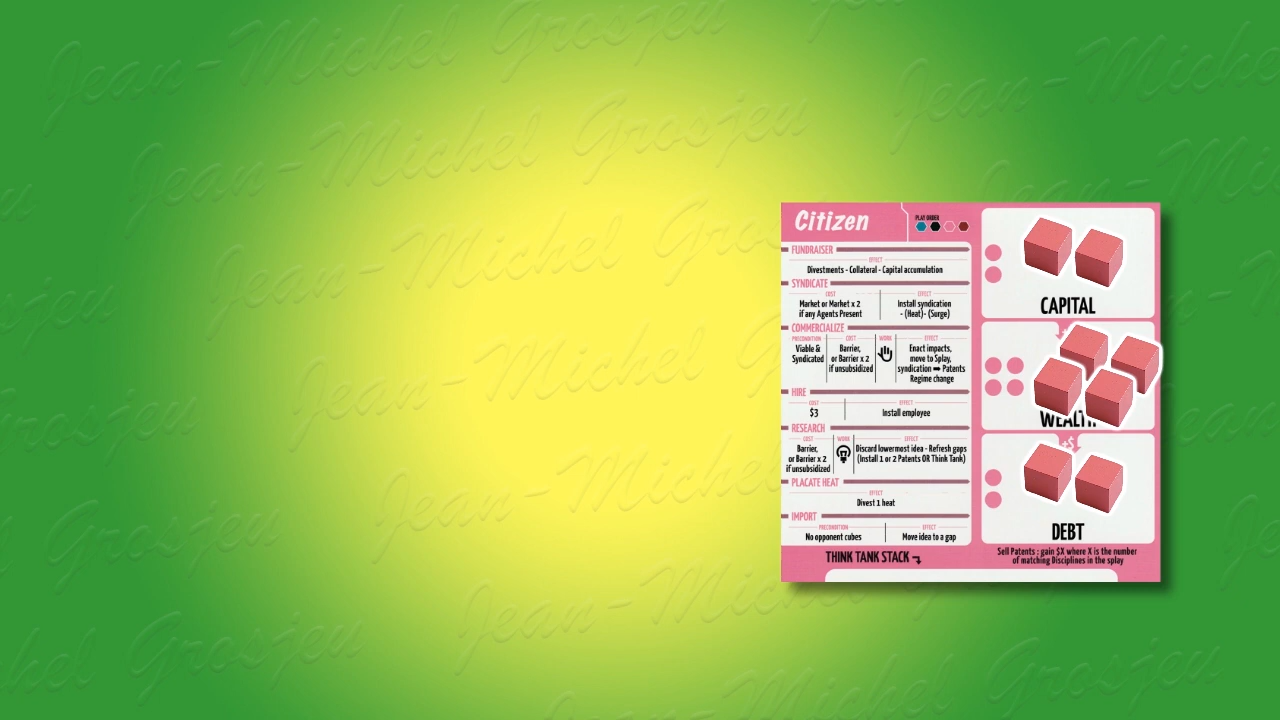 Jean-Michel Grosjeu
Citizen
PLAY ORDER
FUNDRAISER
EFFECT
Divestments - Collateral - Capital accumulation
SYNDICATE
COST
Market or Market x 2
if any Agents Present
EFFECT
Install syndication
- (Heat)- (Surge)
COMMERCIALIZE
PRECONDITION
Viable &
Syndicated
COST
Barrier,
or Barrier x 2
if unsubsidized
WORK
EFFECT
Enact impacts,
move to Splay,
syndication ➡ Patents
Regime change
HIRE
COST
$3
EFFECT
Install employee
RESEARCH
COST
Barrier,
or Barrier x 2
if unsubsidized
WORK
EFFECT
Discard lowermost idea - Refresh gaps
(Install 1 or 2 Patents OR Think Tank)
PLACATE HEAT
EFFECT
Divest 1 heat
IMPORT
PRECONDITION
No opponent cubes
EFFECT
Move idea to a gap
THINK TANK STACK
CAPITAL
WEALTH
+$
DEBT
Sell Patents : gain $X where X is the number
of matching Disciplines in the splay